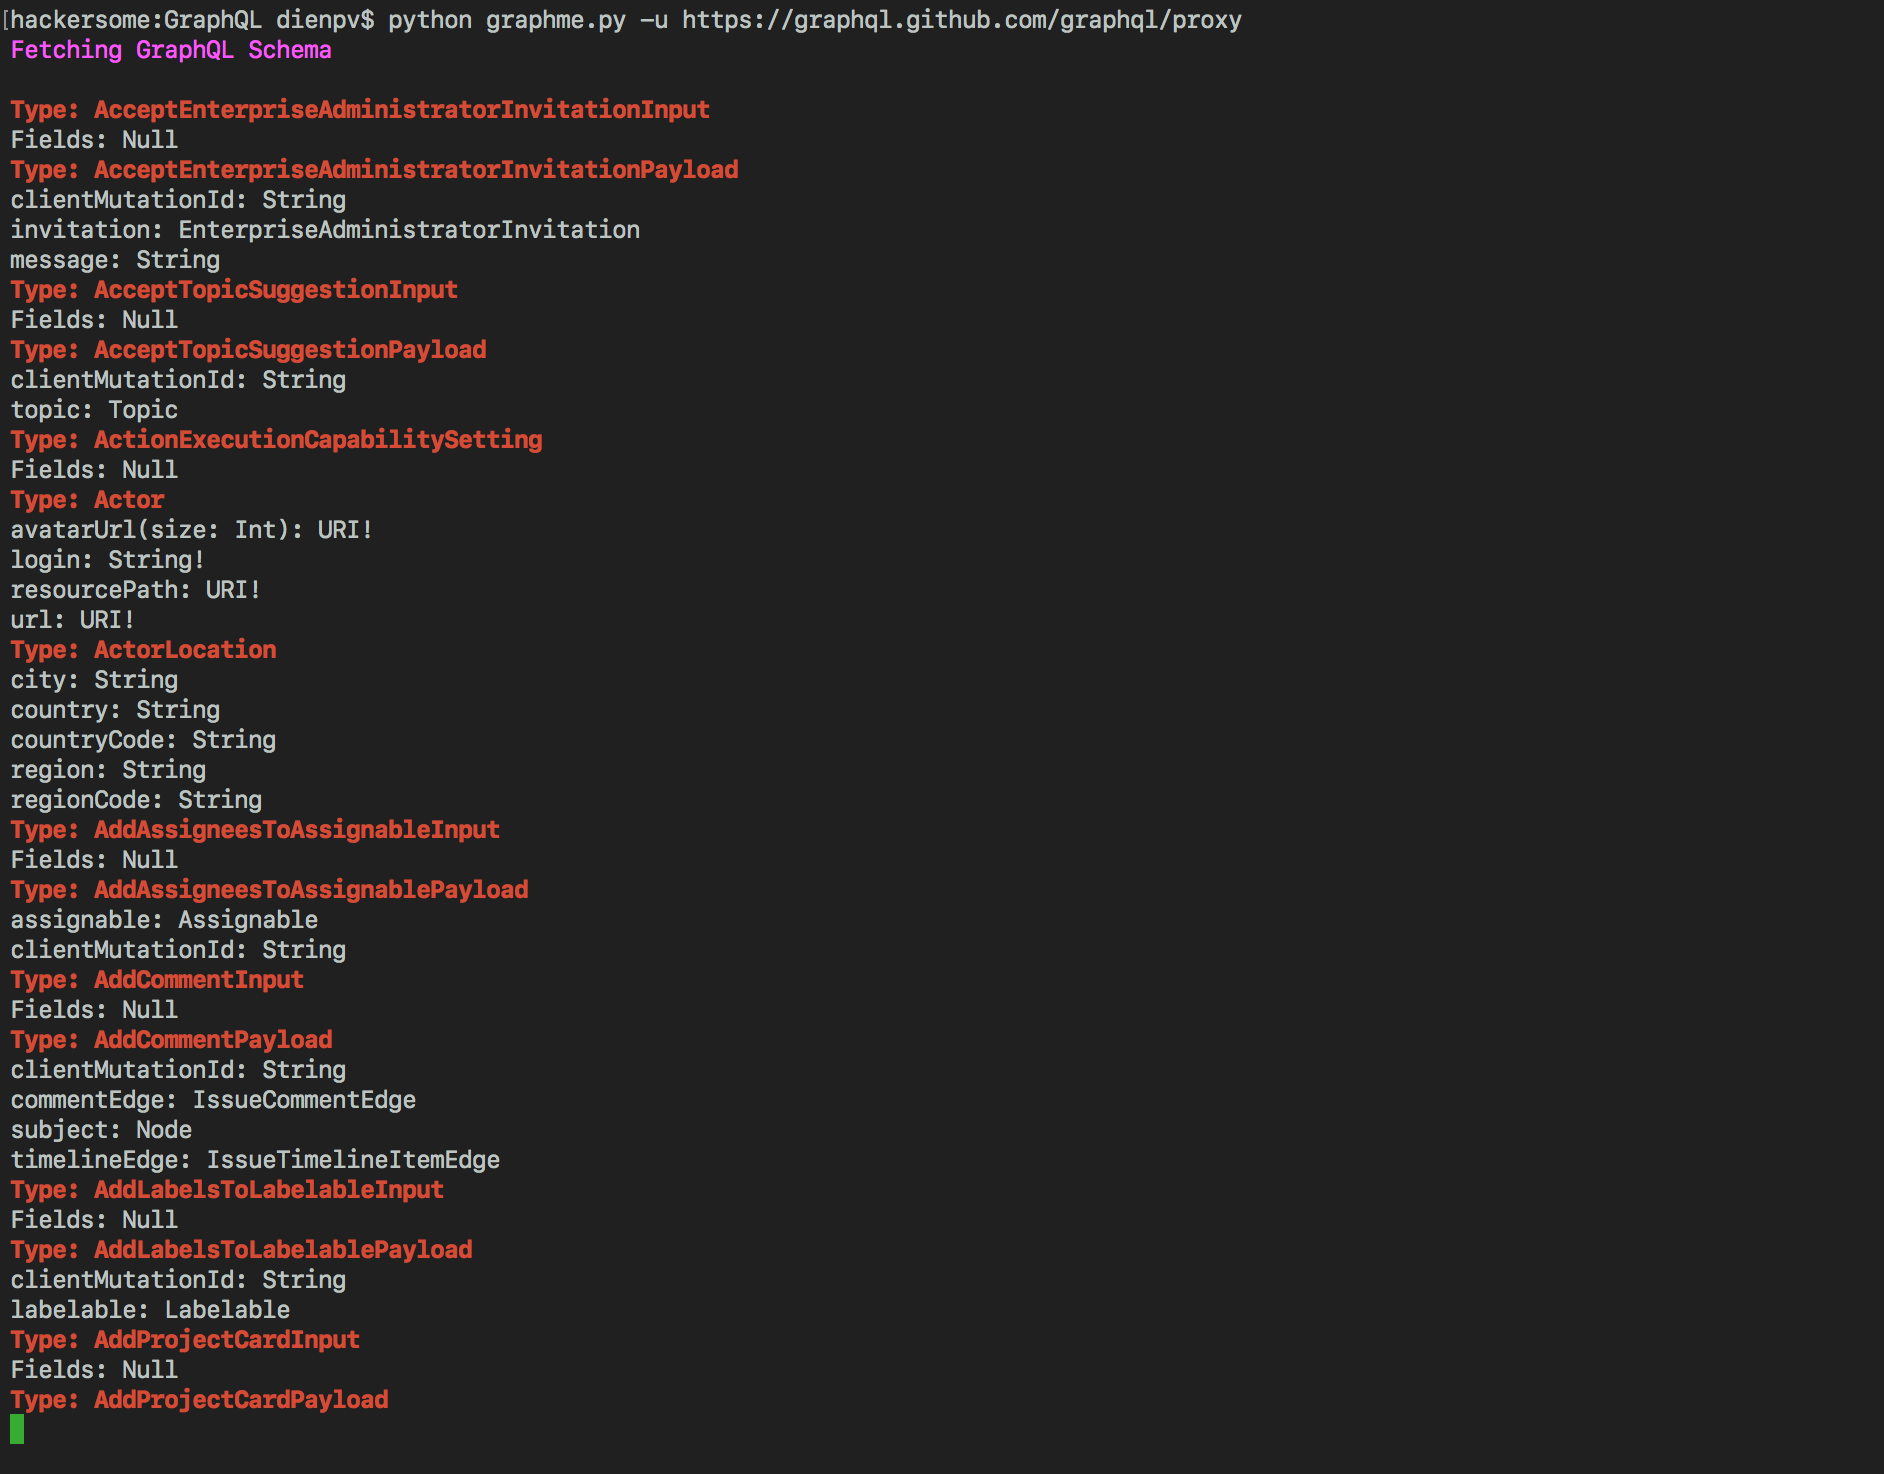 [hackersome:GraphQL dienpv$ python graphme.py -u https://graphql.github.com/graphql/proxy
Fetching GraphQL Schema
Type: AcceptEnterpriseAdministratorInvitationInput
Fields: Null
Type: AcceptEnterpriseAdministratorInvitationPayload
clientMutationId: String
invitation: EnterpriseAdministratorInvitation
message: String
Type: AcceptTopicSuggestionInput
Fields: Null
Type: AcceptTopicSuggestionPayload
clientMutationId: String
topic: Topic
Type: ActionExecutionCapabilitySetting
Fields: Null
Type: Actor
avatarUrl(size: Int): URI!
login: String!
resourcePath: URI!
url: URI!
Type: ActorLocation
city: String
country: String
countryCode: String
region: String
regionCode: String
Type: AddAssigneesToAssignableInput
Fields: Null
Type: AddAssigneesToAssignablePayload
assignable: Assignable
clientMutationId: String
Type: AddCommentInput
Fields: Null
Type: AddCommentPayload
clientMutationId: String
commentEdge: IssueCommentEdge
subject: Node
timelineEdge: IssueTimelineItemEdge
Type: AddLabelsToLabelableInput
Fields: Null
Type: AddLabelsToLabelablePayload
clientMutationId: String
labelable: Labelable
Type: AddProjectCardInput
Fields: Null
Type: AddProjectCardPayload